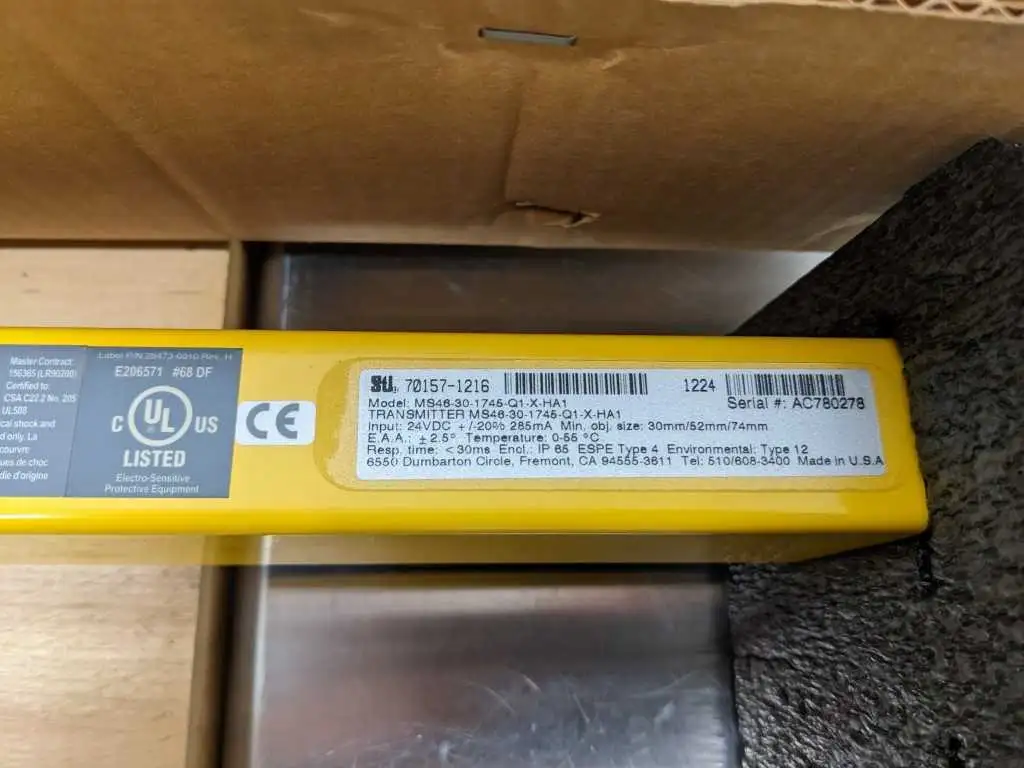 Master Contract:
156365 (LR90200)
Certified to:
CSA C22.2 No. 205
UL508
cal shock and
d only. La
couvre
ues de choc
die d'origine
Label P/N 28473-0010 Rev. H
E206571 #68 DF
C UL US
LISTED
Electro-Sensitive
Protective Equipment
CE
STI 70157-1216 1224
Model: MS46-30-1745-Q1-X-HA1 Serial #: AC780278
TRANSMITTER MS46-30-1745-Q1-X-HA1
Input: 24VDC +/-20% 285mA Min. obj. size: 30mm/52mm/74mm
E.A.A.: ± 2.5° Temperature: 0-55 °C
Resp. time: <30ms Encl.: IP 65 ESPE Type 4 Environmental: Type 12
6550 Dumbarton Circle, Fremont, CA 94555-3611 Tel: 510/608-3400 Made in U.S.A